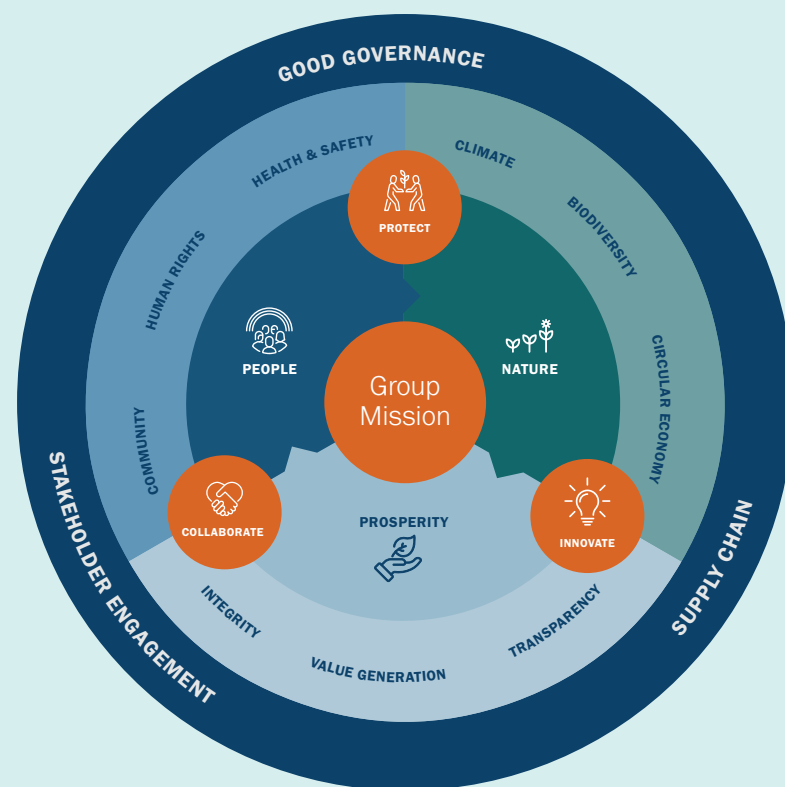 GOOD GOVERNANCE
HEALTH & SAFETY
CLIMATE
BIODIVERSITY
HUMAN RIGHTS
PROTECT
PEOPLE
NATURE
CIRCULAR ECONOMY
Group
Mission
COMMUNITY
COLLABORATE
PROSPERITY
INNOVATE
STAKEHOLDER ENGAGEMENT
SUPPLY CHAIN
INTEGRITY
VALUE GENERATION
TRANSPARENCY